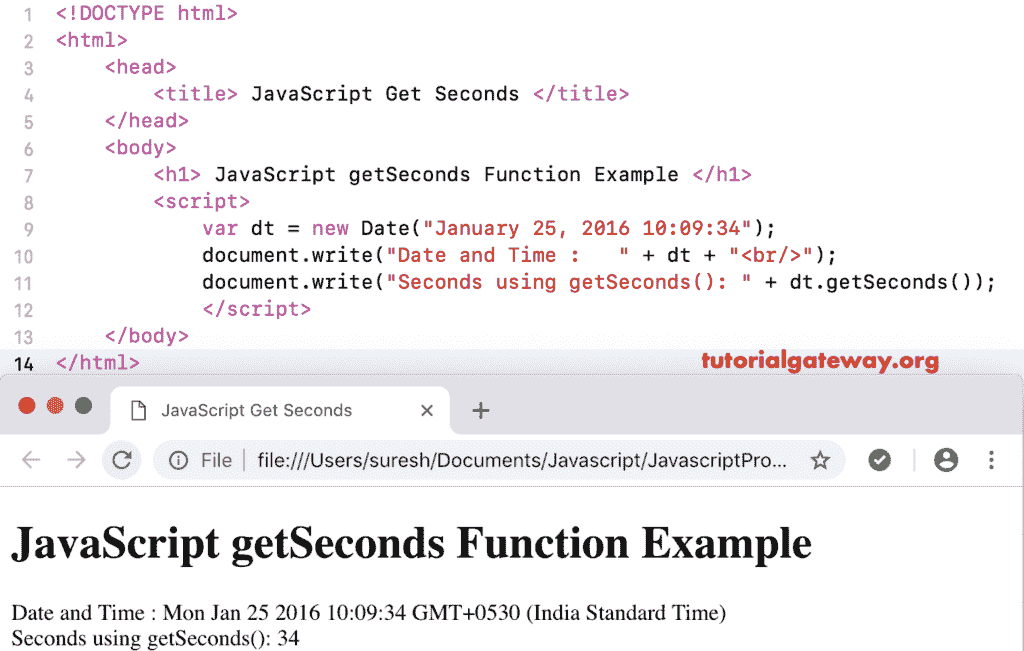 1 <!DOCTYPE html>
2 <html>
3 <head>
4 <title> JavaScript Get Seconds </title>
5 </head>
6 <body>
7 <h1> JavaScript getSeconds Function Example </h1>
8 <script>
9 var dt = new Date("January 25, 2016 10:09:34");
10 document.write("Date and Time :   " + dt + "<br/>");
11 document.write("Seconds using getSeconds(): " + dt.getSeconds());
12 </script>
13 </body>
14 </html>
tutorialgateway.org
JavaScript Get Seconds
File | file:///Users/suresh/Documents/Javascript/JavascriptPro...
JavaScript getSeconds Function Example
Date and Time : Mon Jan 25 2016 10:09:34 GMT+0530 (India Standard Time)
Seconds using getSeconds(): 34